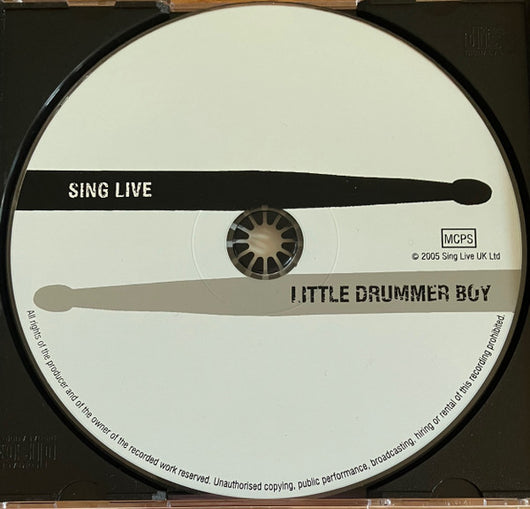 SING LIVE
MCPS
© 2005 Sing Live UK Ltd
LITTLE DRUMMER BOY
All rights of the producer and of the owner of the recorded work reserved. Unauthorised copying, public performance, broadcasting, hiring or rental of this recording prohibited.